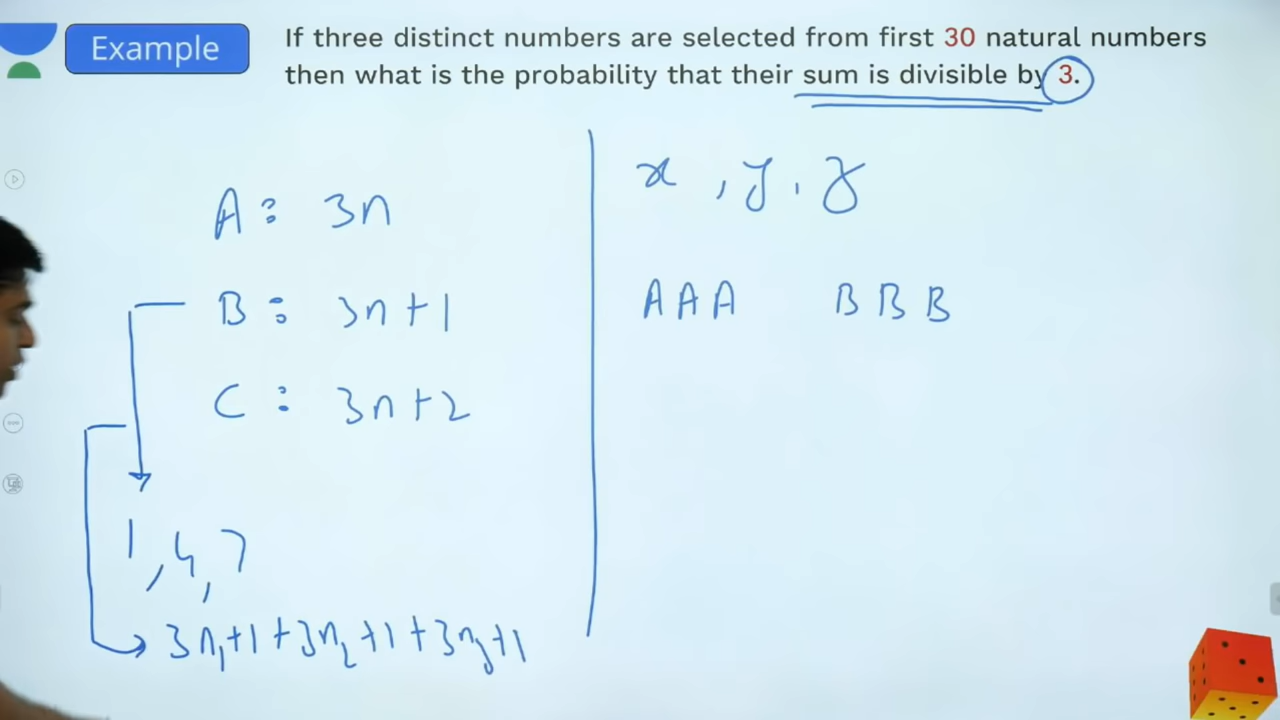 Example
If three distinct numbers are selected from first 30 natural numbers
then what is the probability that their sum is divisible by 3.
A : 3n
B : 3n+1
C : 3n+2
1, 4, 7
3n₁+1+3n₂+1+3n₃+1
x, y, z
AAA BBB